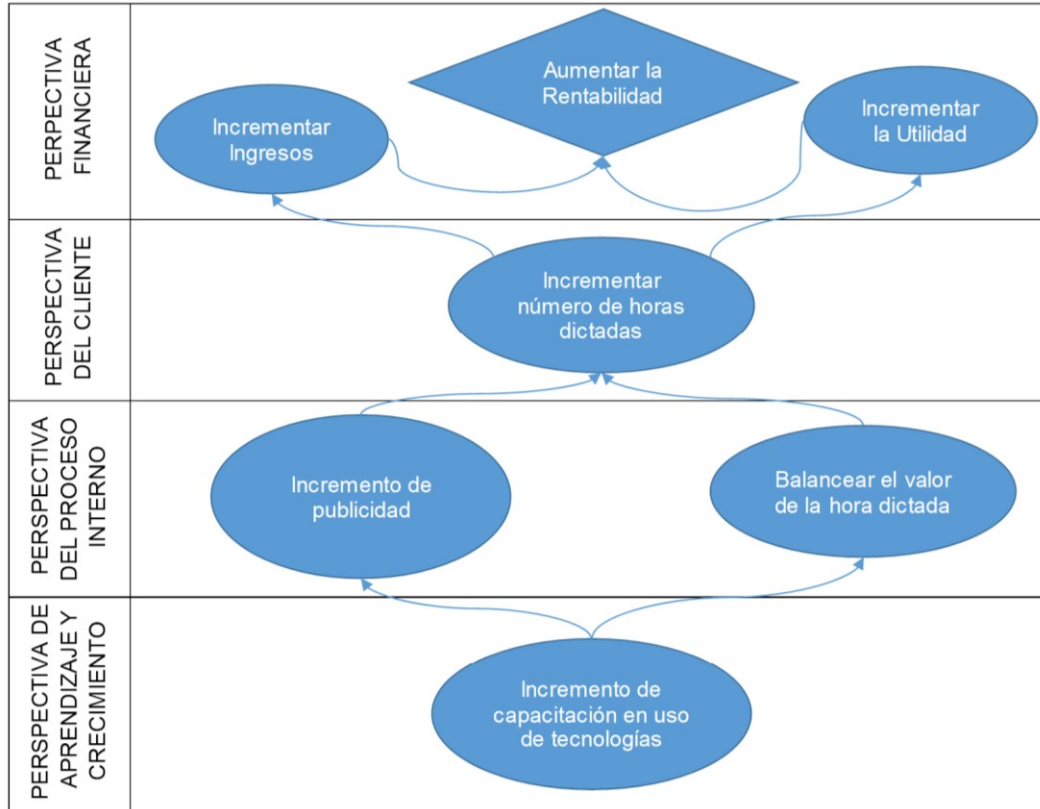 PERPECTIVA
FINANCIERA
Aumentar la
Rentabilidad
Incrementar
Ingresos
Incrementar
la Utilidad
PERSPECTIVA
DEL CLIENTE
Incrementar
número de horas
dictadas
PERSPECTIVA
DEL PROCESO
INTERNO
Incremento de
publicidad
Balancear el valor
de la hora dictada
PERSPECTIVA DE
APRENDIZAJE Y
CRECIMIENTO
Incremento de
capacitación en uso
de tecnologías